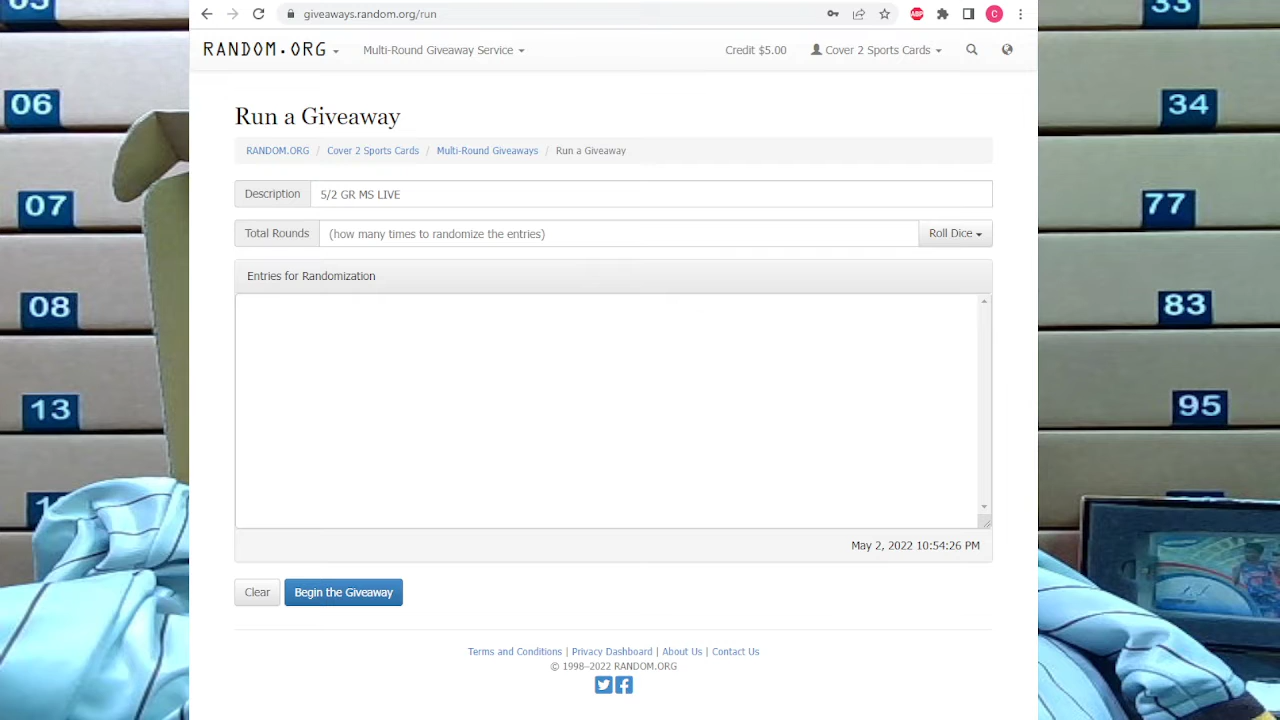 giveaways.random.org/run
C
RANDOM.ORG
Multi-Round Giveaway Service
Credit $5.00
Cover 2 Sports Cards
Run a Giveaway
RANDOM.ORG / Cover 2 Sports Cards / Multi-Round Giveaways / Run a Giveaway
Description
5/2 GR MS LIVE
Total Rounds
(how many times to randomize the entries)
Roll Dice
Entries for Randomization
May 2, 2022 10:54:26 PM
Clear
Begin the Giveaway
Terms and Conditions | Privacy Dashboard | About Us | Contact Us
© 1998–2022 RANDOM.ORG
06
07
08
13
33
34
77
83
95